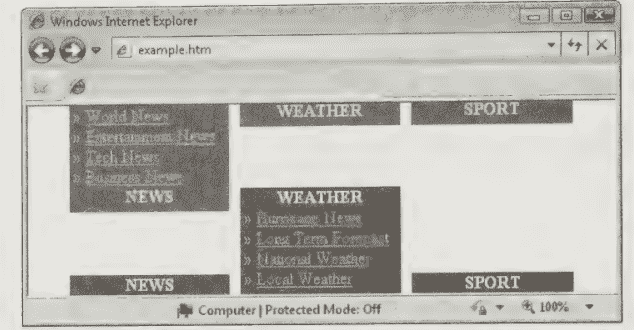 Windows Internet Explorer
example.htm
» World News
» Entertainment News
» Tech News
» Business News
NEWS
WEATHER
SPORT
WEATHER
» Hurricane News
» Long Term Forecast
» National Weather
» Local Weather
NEWS
SPORT
Computer | Protected Mode: Off
100%